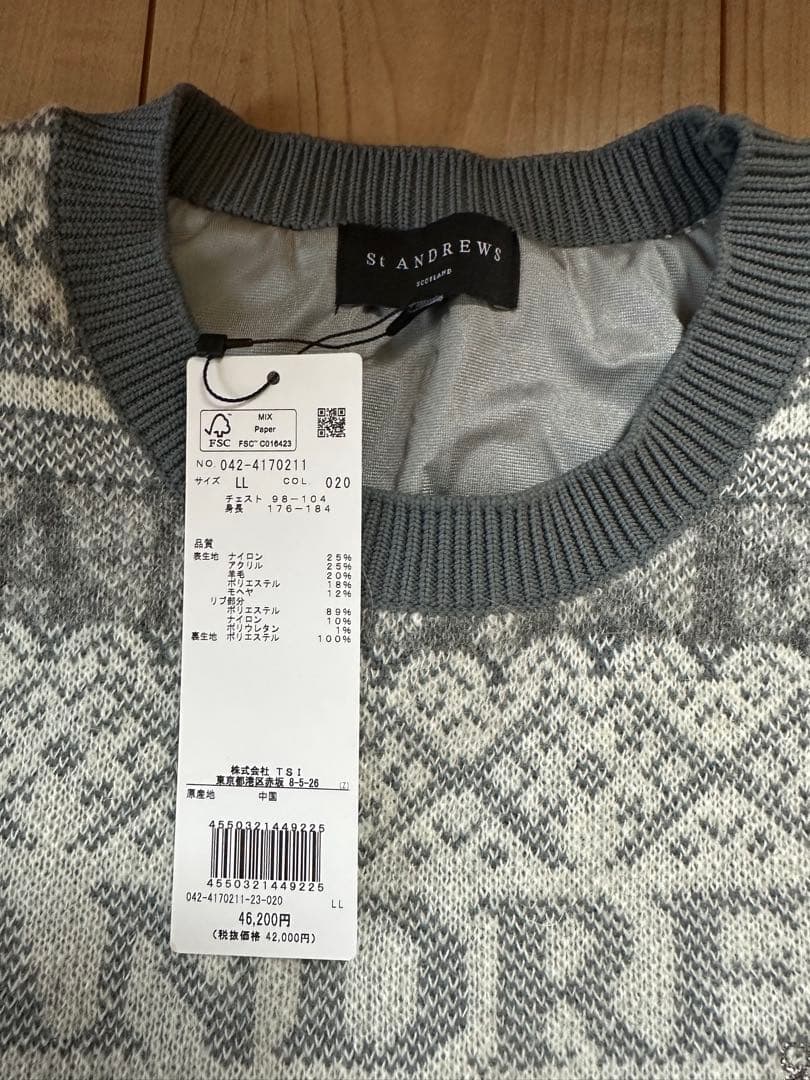 St ANDREWS
SCOTLAND
FSC
MIX
Paper
FSC™ C016423
NO. 042-4170211
サイズ LL COL. 020
チェスト 98-104
身長 176-184
品質
表生地 ナイロン 25%
アクリル 25%
羊毛 20%
ポリエステル 18%
モヘヤ 12%
リブ部分
ポリエステル 89%
ナイロン 10%
ポリウレタン 1%
裏生地 ポリエステル 100%
株式会社 TSI
東京都港区赤坂 8-5-26 (Z)
原産地 中国
4550321449225
4550321449225
042-4170211-23-020 LL
46,200円
(税抜価格 42,000円)
NDRE